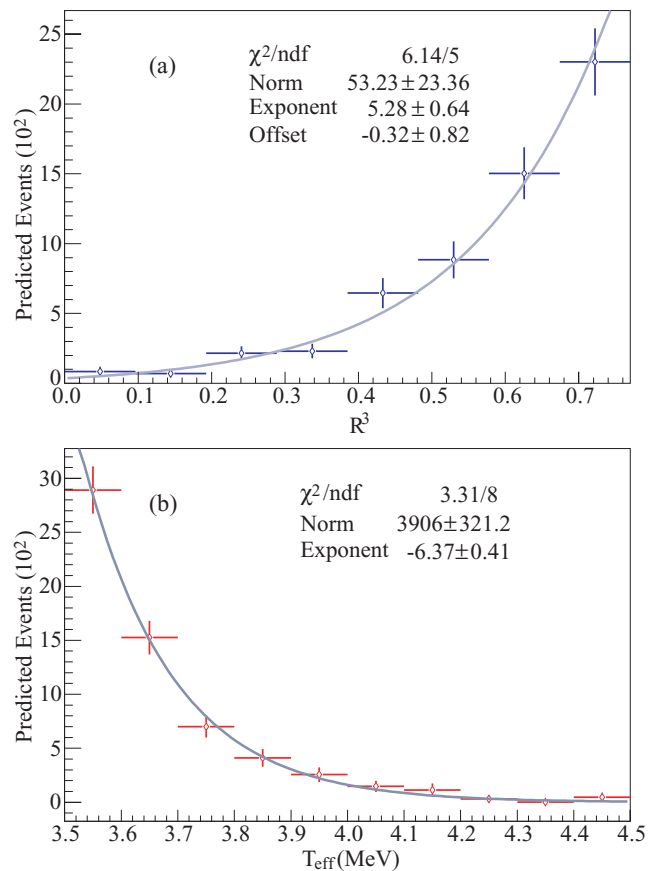 25
20
15
10
5
0
Predicted Events (10²)
(a)
χ²/ndf 6.14/5
Norm 53.23±23.36
Exponent 5.28±0.64
Offset -0.32±0.82
0.0 0.1 0.2 0.3 0.4 0.5 0.6 0.7
R³
30
25
20
15
10
5
0
Predicted Events (10²)
(b)
χ²/ndf 3.31/8
Norm 3906±321.2
Exponent -6.37±0.41
3.5 3.6 3.7 3.8 3.9 4.0 4.1 4.2 4.3 4.4 4.5
T_eff(MeV)